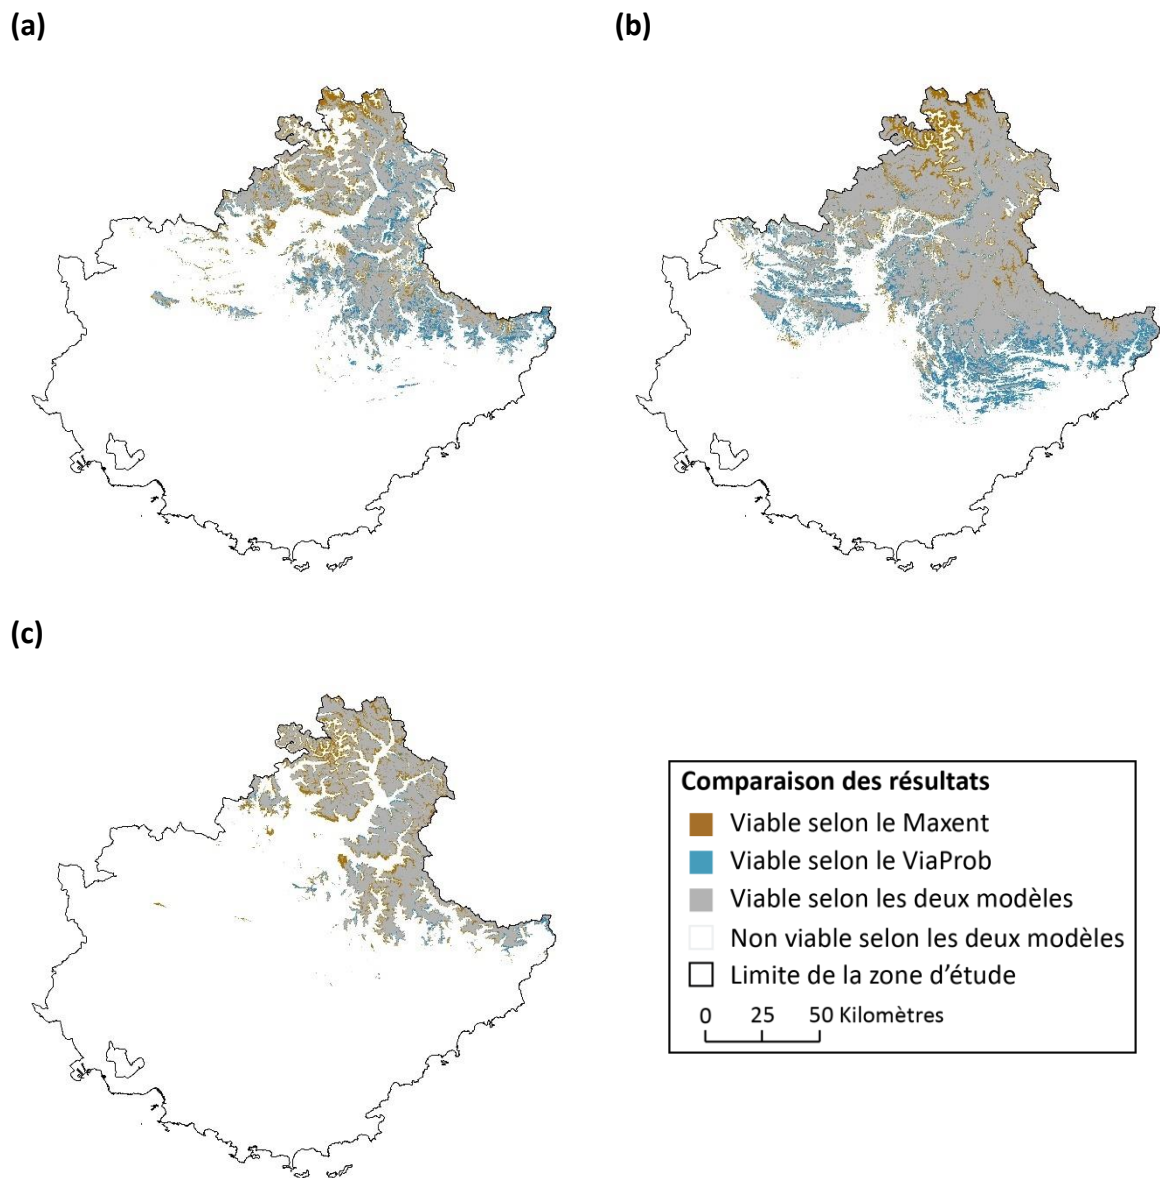 (a)
(b)
(c)
Comparaison des résultats
Viable selon le Maxent
Viable selon le ViaProb
Viable selon les deux modèles
Non viable selon les deux modèles
Limite de la zone d'étude
0 25 50 Kilomètres